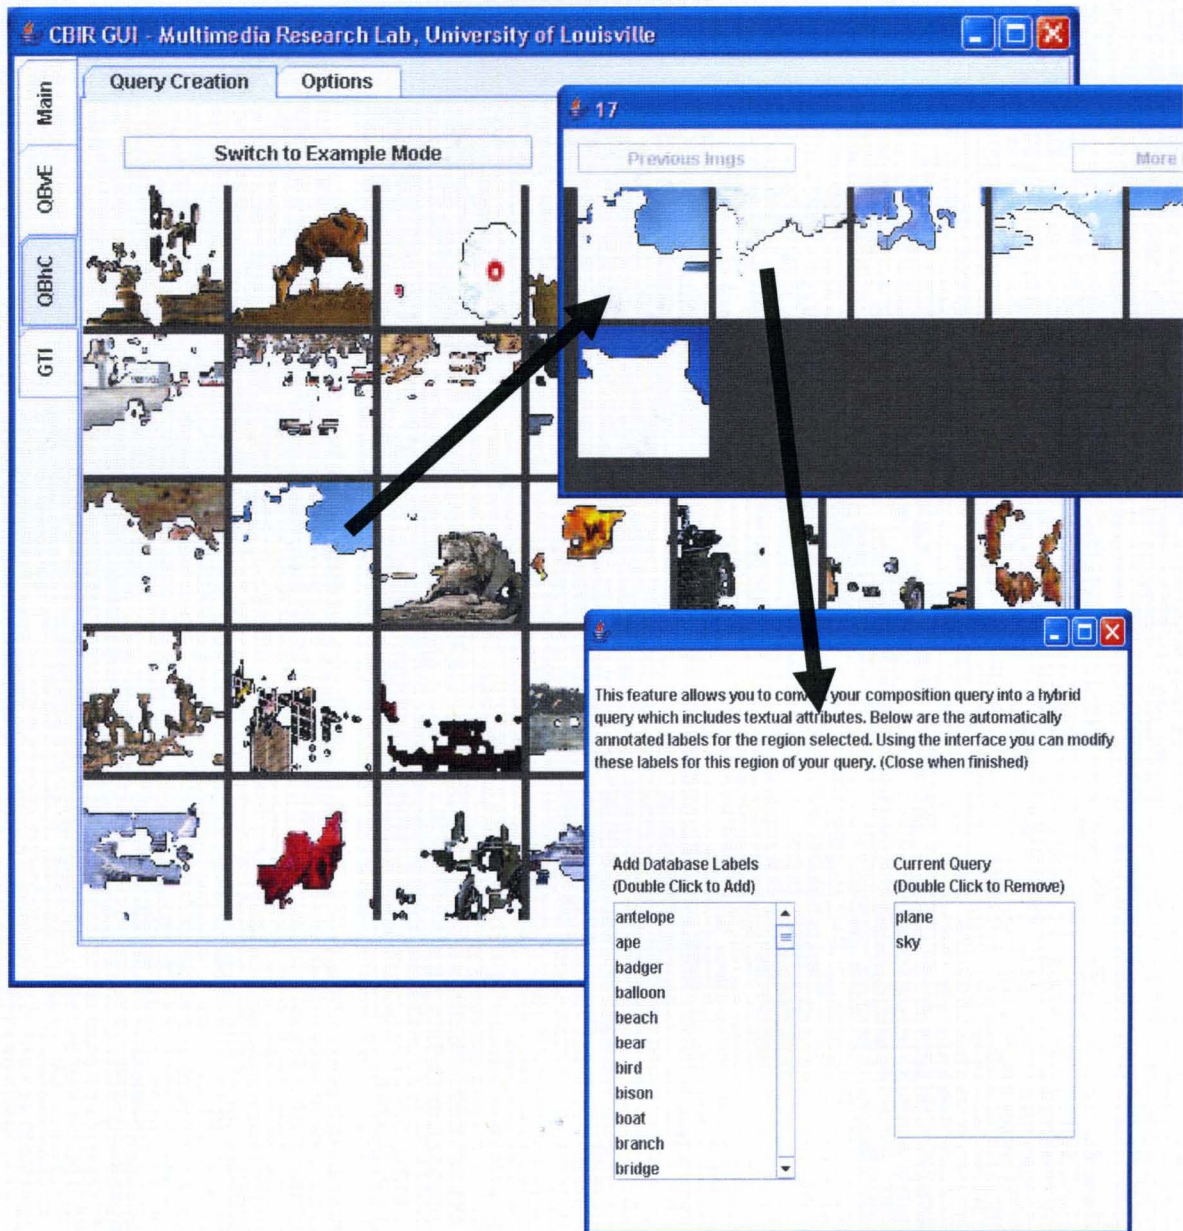 CBIR GUI - Multimedia Research Lab, University of Louisville
Main
QBvE
QBhC
GTI
Query Creation
Options
Switch to Example Mode
17
Previous Imgs
More
This feature allows you to your composition query into a hybrid
query which includes textual attributes. Below are the automatically
annotated labels for the region selected. Using the interface you can modify
these labels for this region of your query. (Close when finished)
Add Database Labels
(Double Click to Add)
antelope
ape
badger
balloon
beach
bear
bird
bison
boat
branch
bridge
Current Query
(Double Click to Remove)
plane
sky